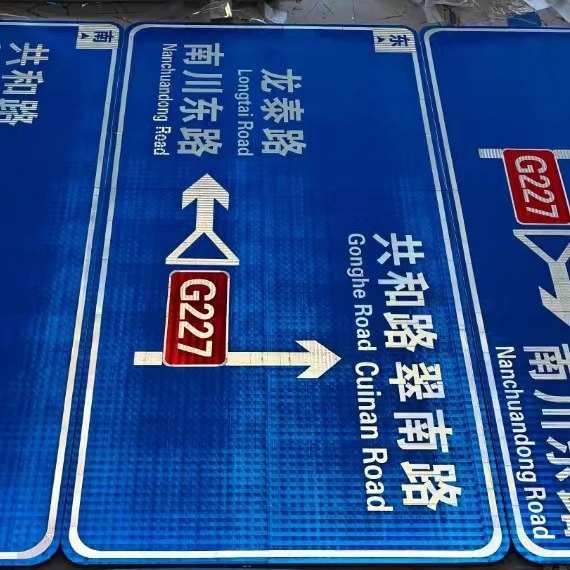 南
共和路
东
共和路 翠南路
Gonghe Road Cuinan Road
龙泰路
Longtai Road
南川东路
Nanchuandong Road
G227
G227
南川东路
Nanchuandong Road